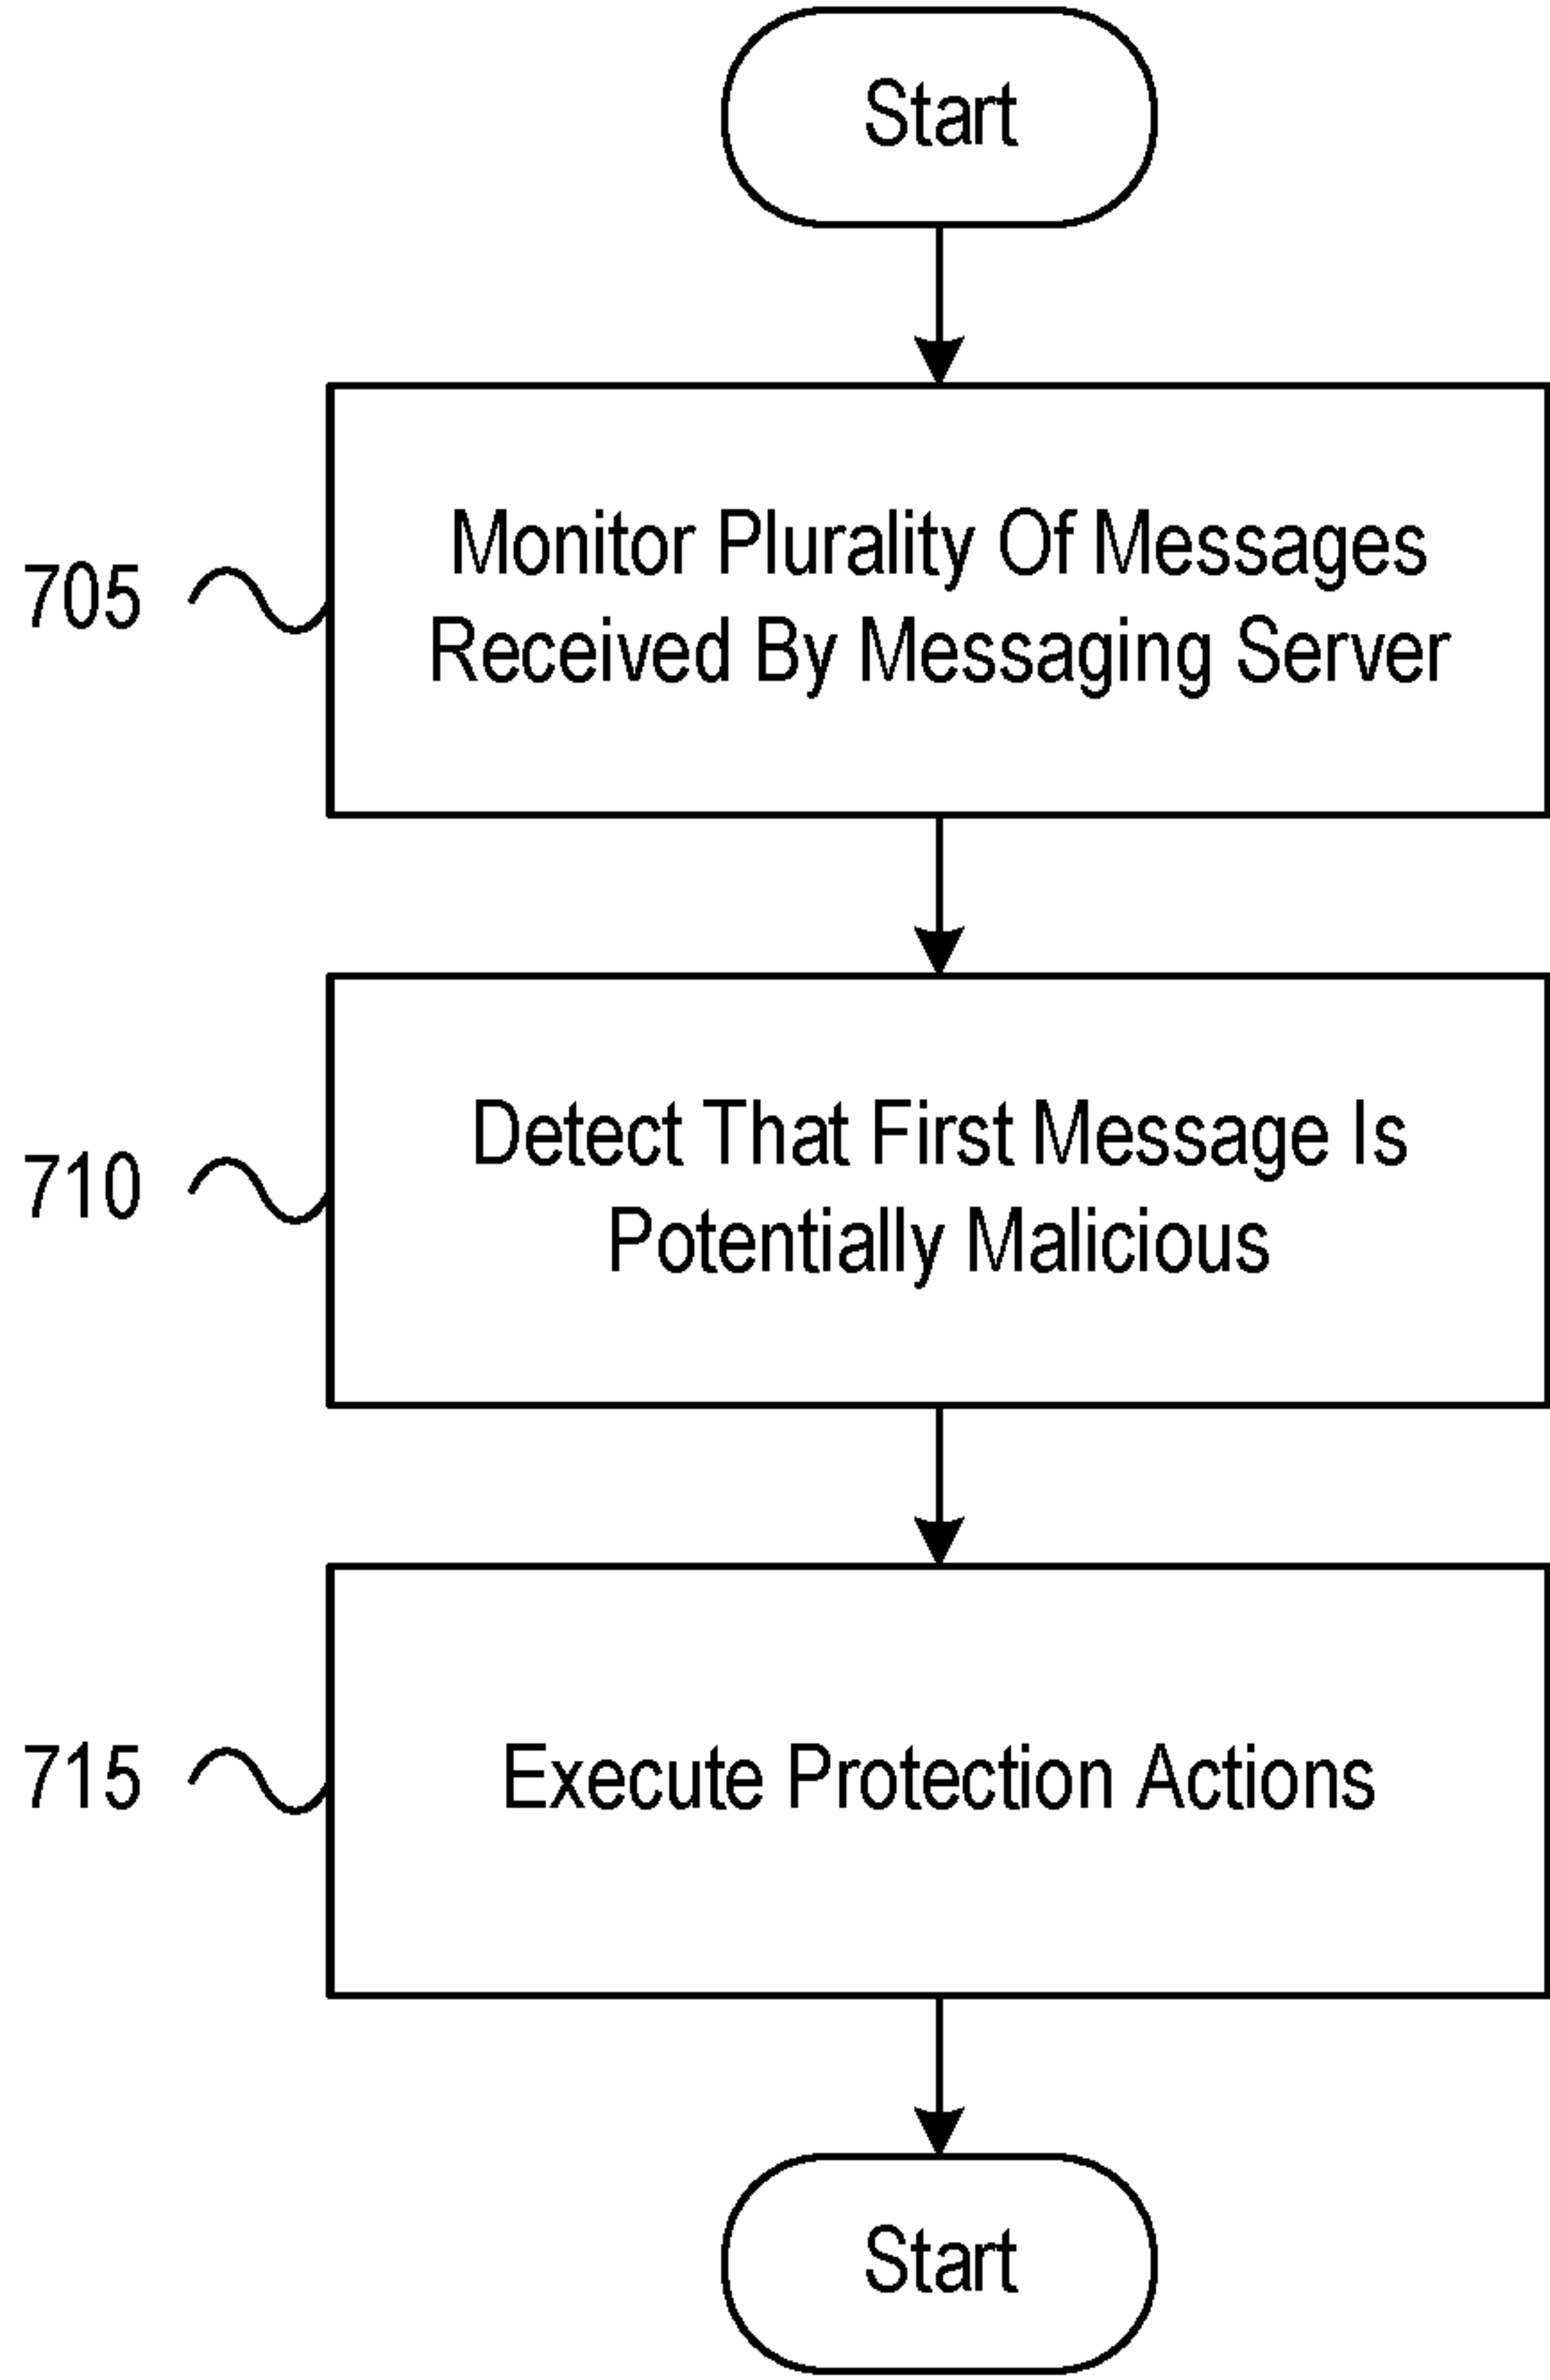 Start
705
Monitor Plurality Of Messages
Received By Messaging Server
710
Detect That First Message Is
Potentially Malicious
715
Execute Protection Actions
Start